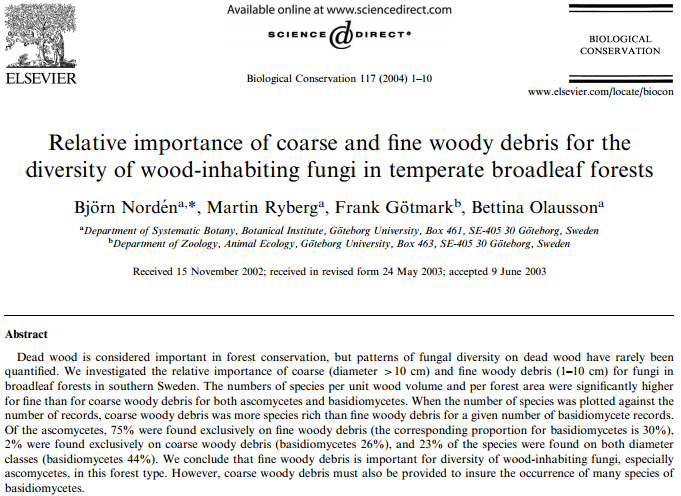 Available online at www.sciencedirect.com
SCIENCE @ DIRECT®
ELSEVIER
Biological Conservation 117 (2004) 1–10
BIOLOGICAL
CONSERVATION
www.elsevier.com/locate/biocon
Relative importance of coarse and fine woody debris for the
diversity of wood-inhabiting fungi in temperate broadleaf forests
Björn Nordénᵃ,*, Martin Rybergᵃ, Frank Götmarkᵇ, Bettina Olaussonᵃ
ᵃDepartment of Systematic Botany, Botanical Institute, Göteborg University, Box 461, SE-405 30 Göteborg, Sweden
ᵇDepartment of Zoology, Animal Ecology, Göteborg University, Box 463, SE-405 30 Göteborg, Sweden
Received 15 November 2002; received in revised form 24 May 2003; accepted 9 June 2003
Abstract
Dead wood is considered important in forest conservation, but patterns of fungal diversity on dead wood have rarely been
quantified. We investigated the relative importance of coarse (diameter >10 cm) and fine woody debris (1–10 cm) for fungi in
broadleaf forests in southern Sweden. The numbers of species per unit wood volume and per forest area were significantly higher
for fine than for coarse woody debris for both ascomycetes and basidiomycetes. When the number of species was plotted against the
number of records, coarse woody debris was more species rich than fine woody debris for a given number of basidiomycete records.
Of the ascomycetes, 75% were found exclusively on fine woody debris (the corresponding proportion for basidiomycetes is 30%),
2% were found exclusively on coarse woody debris (basidiomycetes 26%), and 23% of the species were found on both diameter
classes (basidiomycetes 44%). We conclude that fine woody debris is important for diversity of wood-inhabiting fungi, especially
ascomycetes, in this forest type. However, coarse woody debris must also be provided to insure the occurrence of many species of
basidiomycetes.